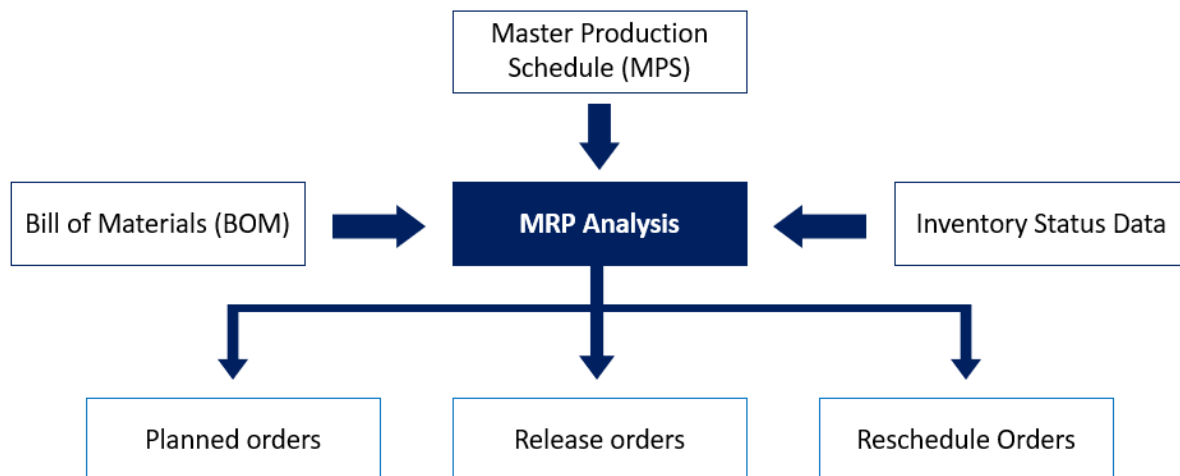 Master Production
Schedule (MPS)
Bill of Materials (BOM)
MRP Analysis
Inventory Status Data
Planned orders
Release orders
Reschedule Orders